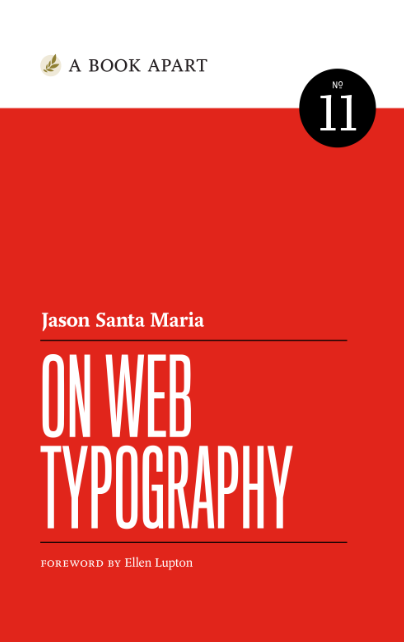 A BOOK APART
Nº
11
Jason Santa Maria
ON WEB
TYPOGRAPHY
FOREWORD BY Ellen Lupton